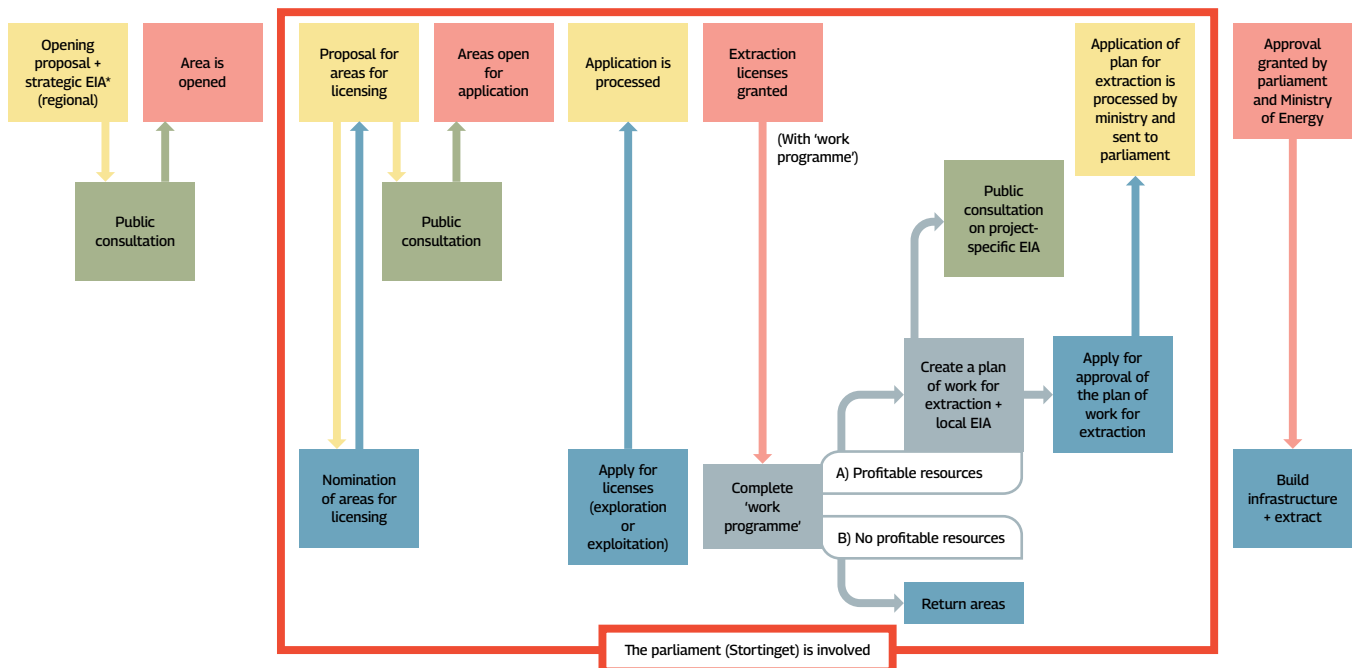 Opening
proposal +
strategic EIA*
(regional)
Area is
opened
Public
consultation
Proposal for
areas for
licensing
Areas open
for
application
Public
consultation
Nomination
of areas for
licensing
Application is
processed
Apply for
licenses
(exploration
or
exploitation)
Extraction
licenses
granted
(With ‘work
programme’)
Complete
‘work
programme’
A) Profitable resources
B) No profitable resources
Return areas
Create a plan
of work for
extraction +
local EIA
Public
consultation
on project-
specific EIA
Apply for
approval of
the plan of
work for
extraction
Application of
plan for
extraction is
processed by
ministry and
sent to
parliament
Approval
granted by
parliament
and Ministry
of Energy
Build
infrastructure
+ extract
The parliament (Stortinget) is involved